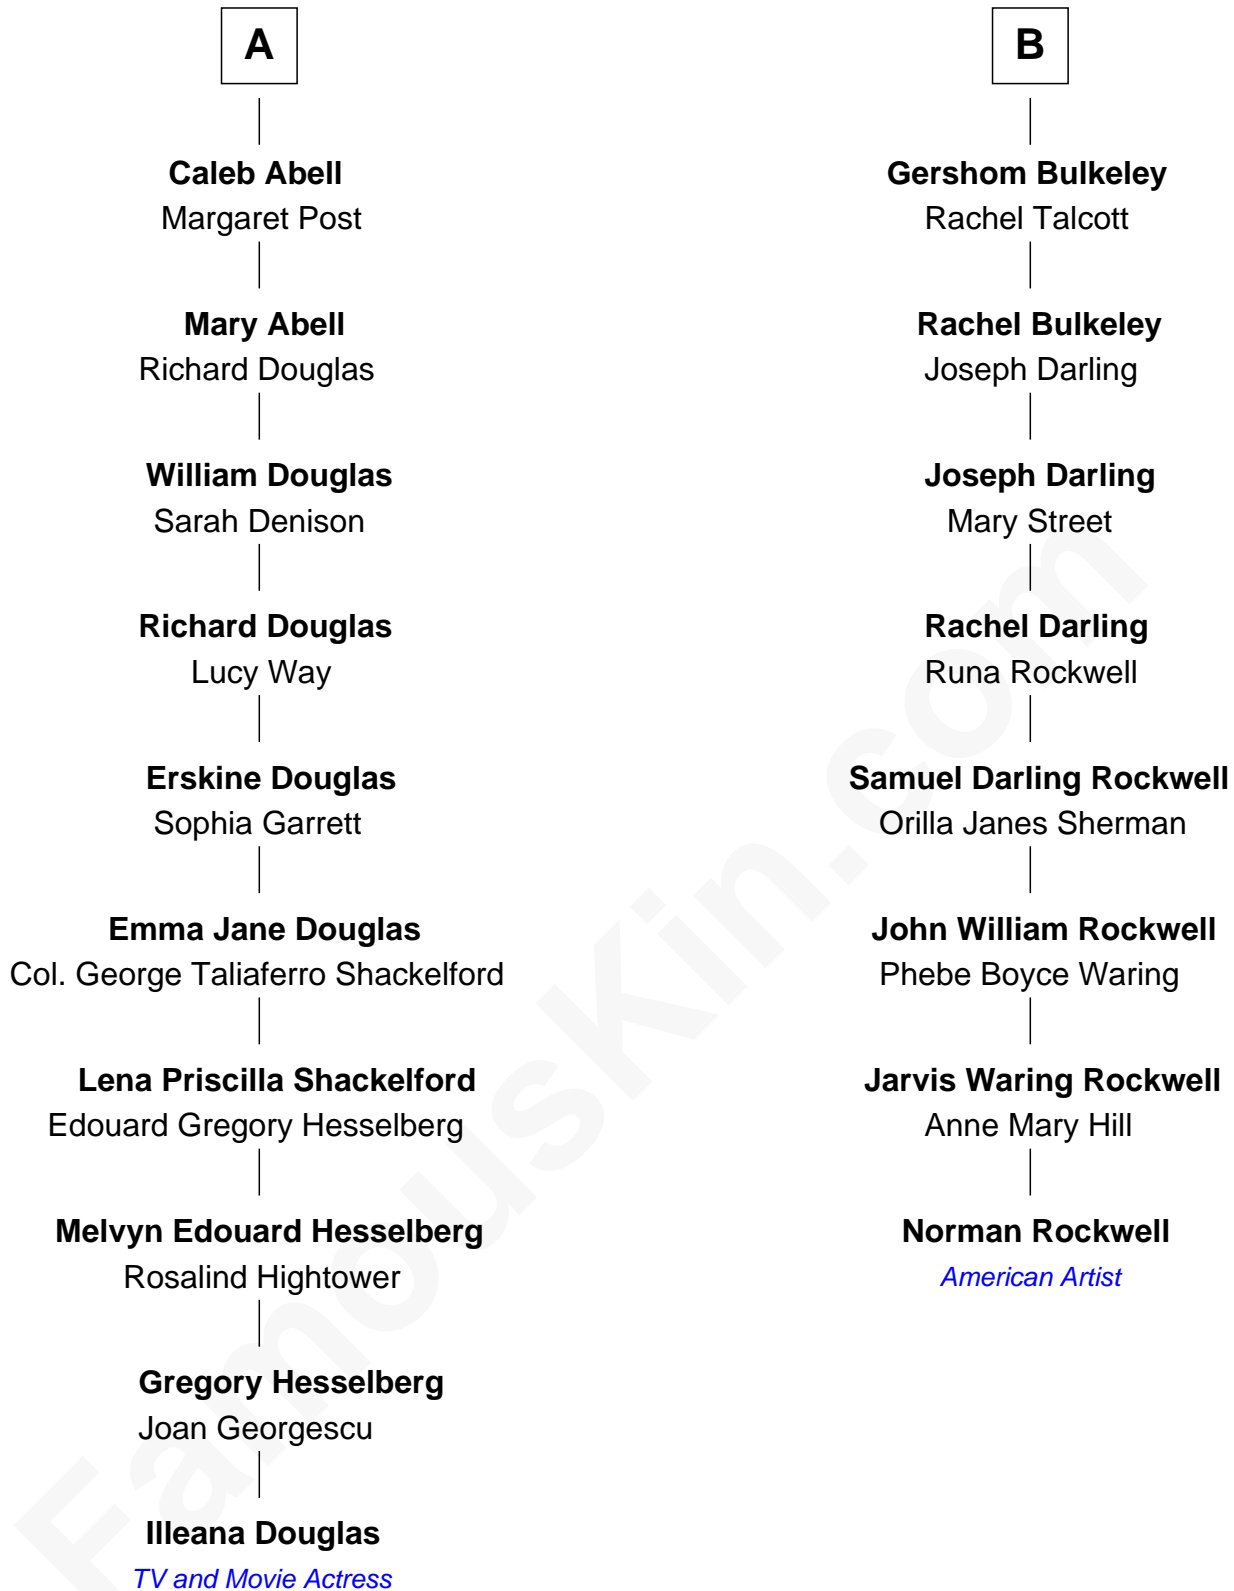 A
Caleb Abell
Margaret Post
Mary Abell
Richard Douglas
William Douglas
Sarah Denison
Richard Douglas
Lucy Way
Erskine Douglas
Sophia Garrett
Emma Jane Douglas
Col. George Taliaferro Shackelford
Lena Priscilla Shackelford
Edouard Gregory Hesselberg
Melvyn Edouard Hesselberg
Rosalind Hightower
Gregory Hesselberg
Joan Georgescu
Illeana Douglas
TV and Movie Actress
B
Gershom Bulkeley
Rachel Talcott
Rachel Bulkeley
Joseph Darling
Joseph Darling
Mary Street
Rachel Darling
Runa Rockwell
Samuel Darling Rockwell
Orilla Janes Sherman
John William Rockwell
Phebe Boyce Waring
Jarvis Waring Rockwell
Anne Mary Hill
Norman Rockwell
American Artist
FamousKin.com